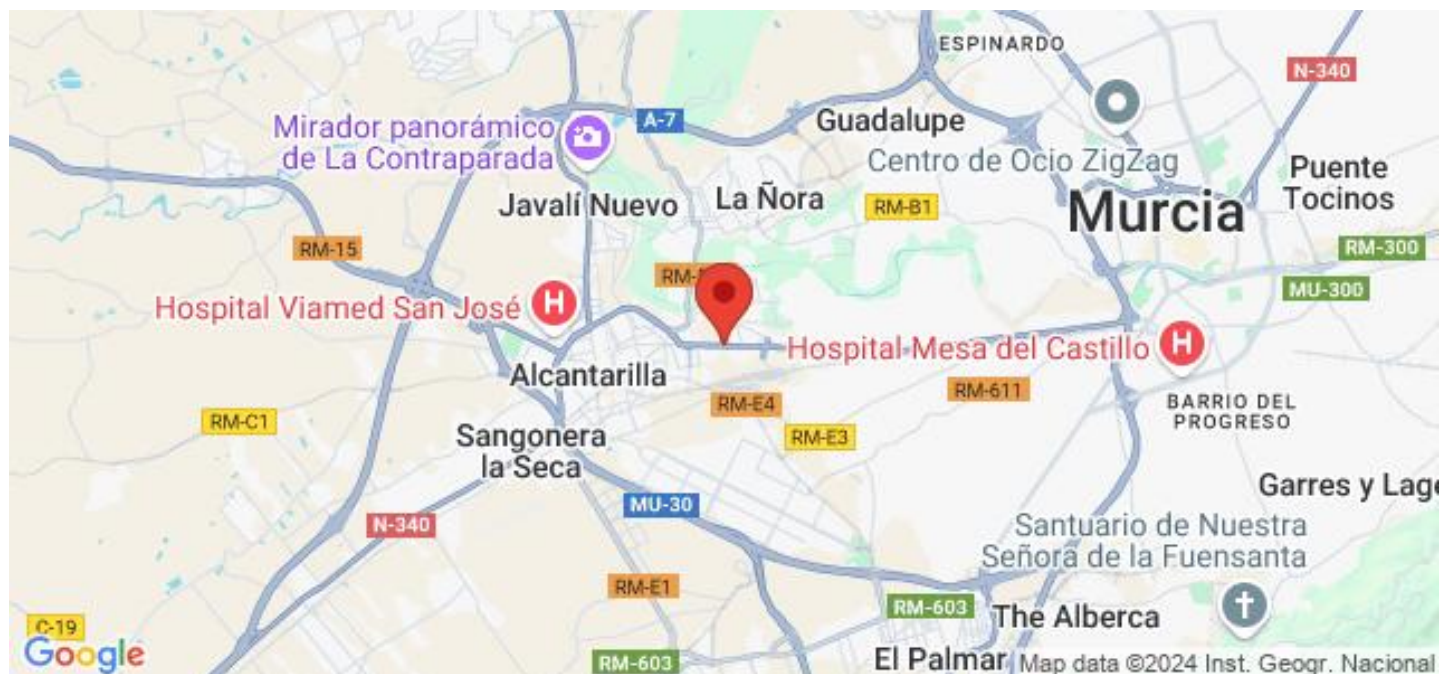 ESPINARDO
N-340
A-7
Guadalupe
Mirador panorámico
de La Contraparada
Centro de Ocio ZigZag
Puente
Tocinos
Javalí Nuevo
La Ñora
RM-B1
Murcia
RM-15
RM-300
MU-300
Hospital Viamed San José
H
Hospital Mesa del Castillo
H
Alcantarilla
RM-E4
RM-611
BARRIO DEL
PROGRESO
RM-C1
Sangonera
la Seca
RM-E3
Garres y Lage
MU-30
N-340
Santuario de Nuestra
Señora de la Fuensanta
RM-E1
RM-603
The Alberca
C-19
Google
RM-603
El Palmar
Map data ©2024 Inst. Geogr. Nacional